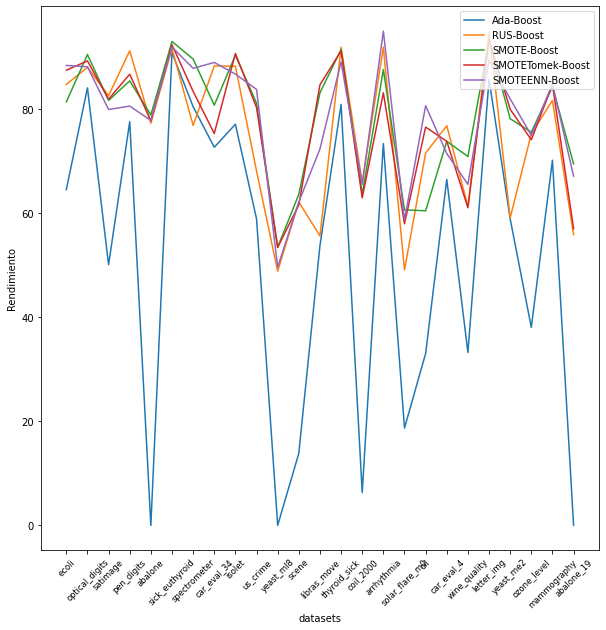 Ada-Boost
RUS-Boost
SMOTE-Boost
SMOTETomek-Boost
SMOTEENN-Boost
Rendimiento
80
60
40
20
0
ecoli
optical_digits
satimage
pen_digits
abalone
sick_euthyroid
spectrometer
car_eval_34
isolet
us_crime
yeast_ml8
scene
libras_move
thyroid_sick
coil_2000
arrhythmia
solar_flare_m0
oil
car_eval_4
wine_quality
letter_img
yeast_me2
ozone_level
mammography
abalone_19
datasets